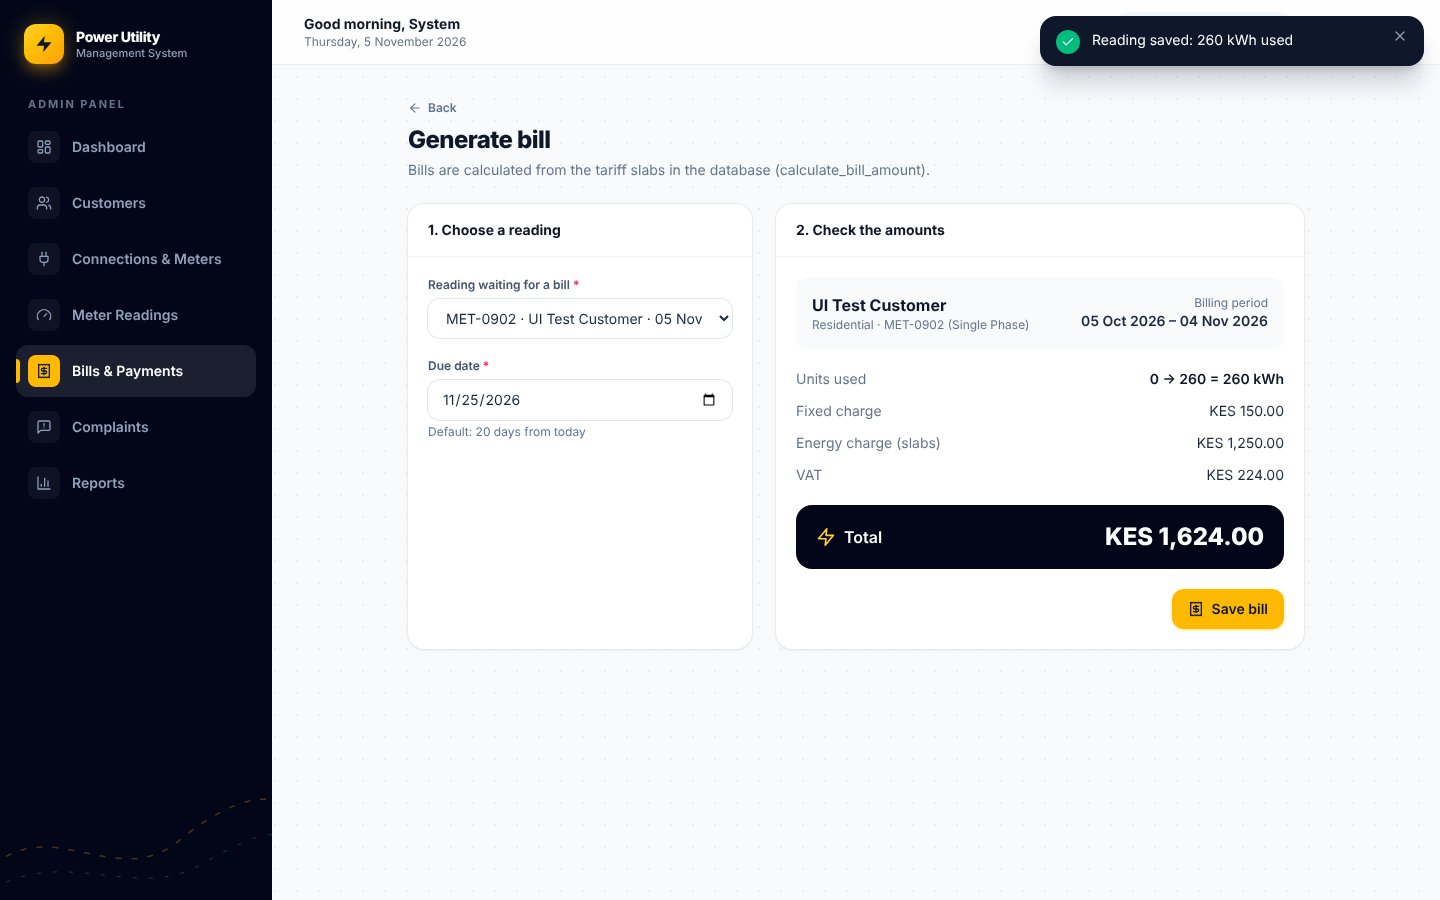 Power Utility
Management System
ADMIN PANEL
Dashboard
Customers
Connections & Meters
Meter Readings
Bills & Payments
Complaints
Reports
Good morning, System
Thursday, 5 November 2026
Reading saved: 260 kWh used
Back
Generate bill
Bills are calculated from the tariff slabs in the database (calculate_bill_amount).
1. Choose a reading
Reading waiting for a bill *
MET-0902 · UI Test Customer · 05 Nov
Due date *
11/25/2026
Default: 20 days from today
2. Check the amounts
UI Test Customer
Residential · MET-0902 (Single Phase)
Billing period
05 Oct 2026 – 04 Nov 2026
Units used 0 → 260 = 260 kWh
Fixed charge KES 150.00
Energy charge (slabs) KES 1,250.00
VAT KES 224.00
Total KES 1,624.00
Save bill